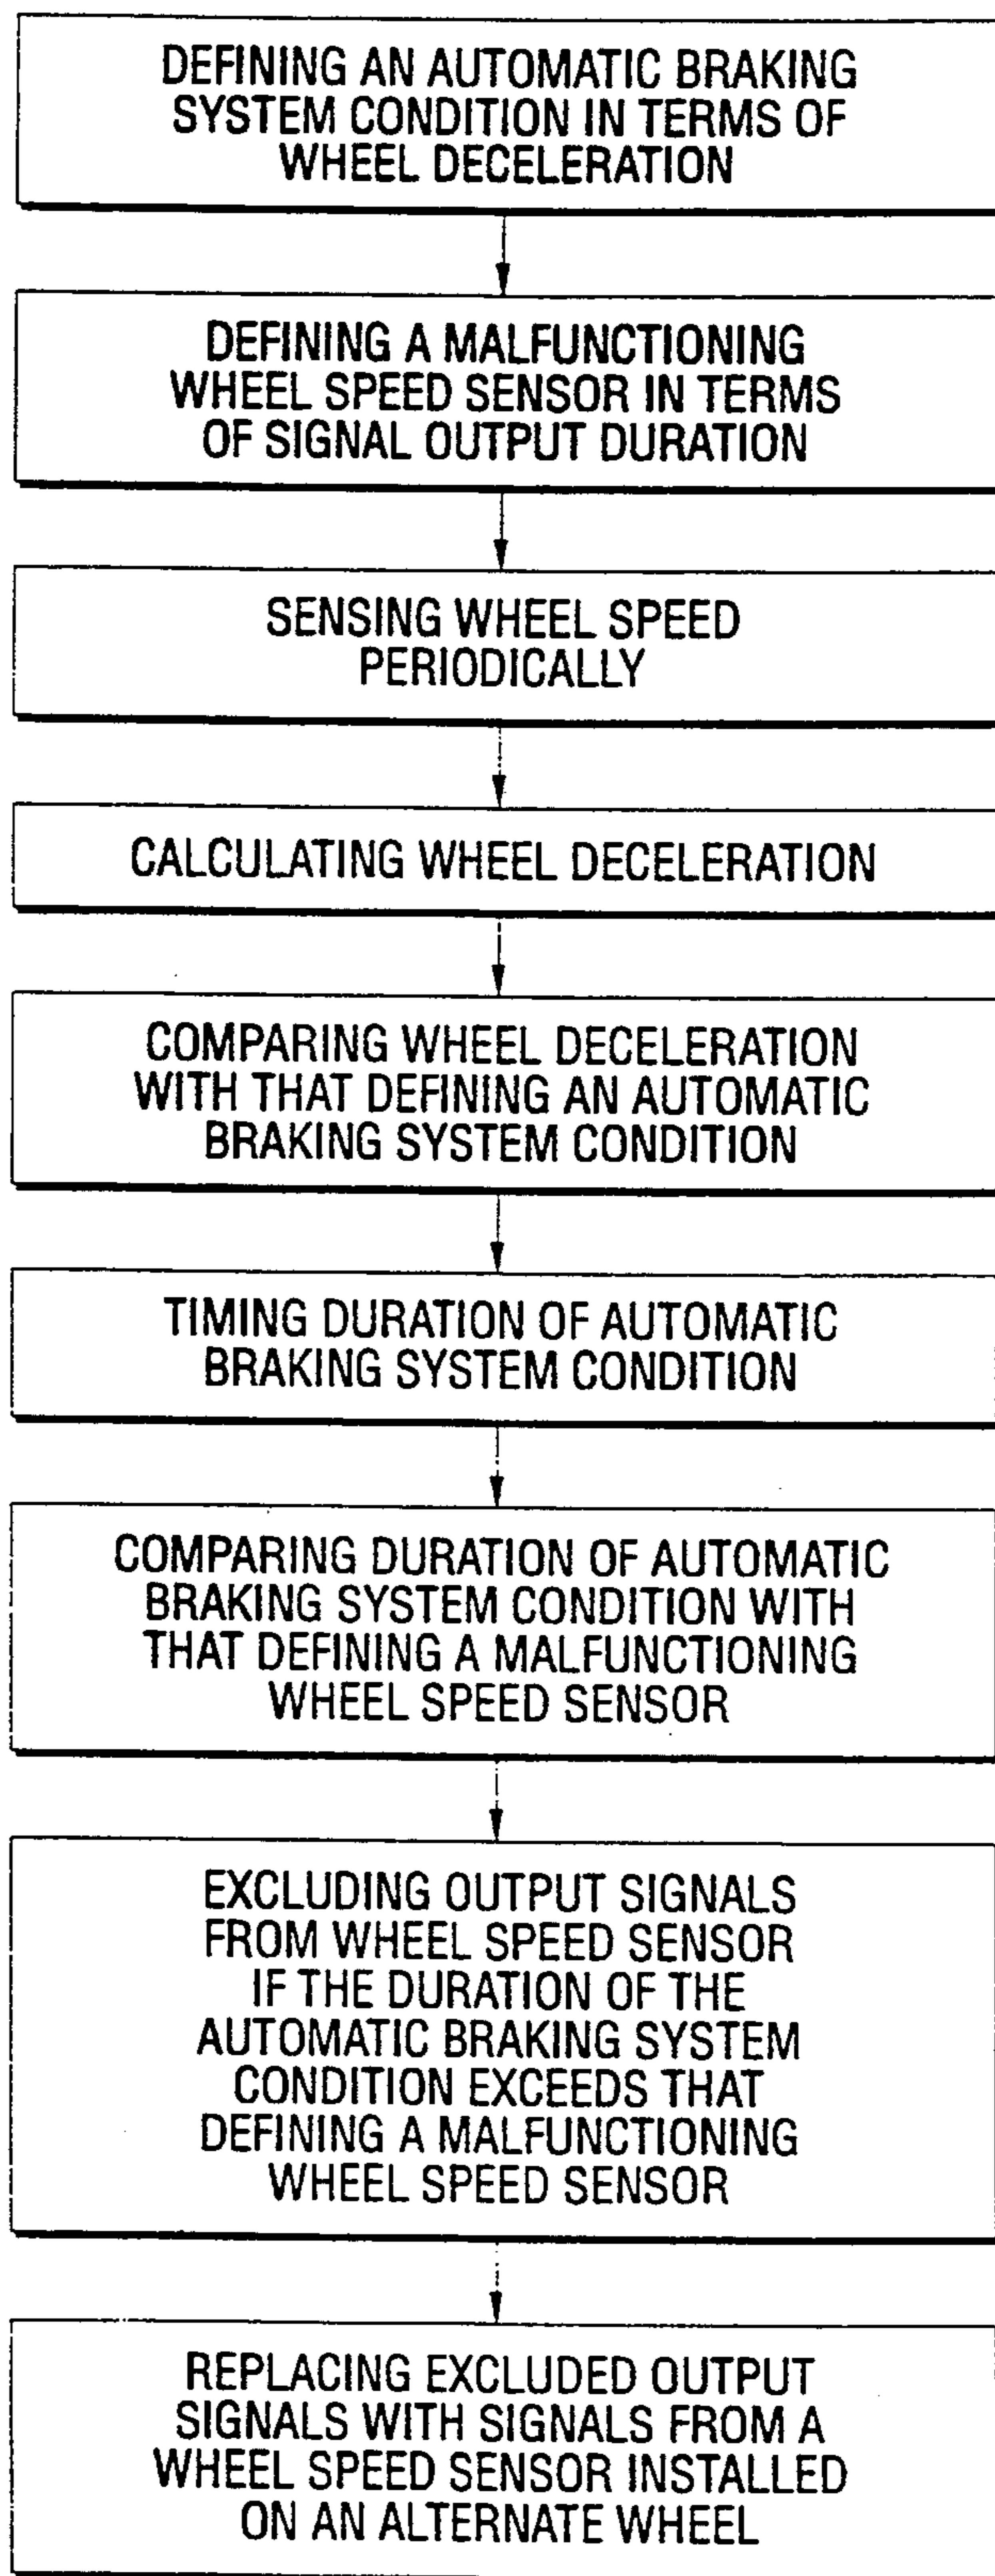 DEFINING AN AUTOMATIC BRAKING
SYSTEM CONDITION IN TERMS OF
WHEEL DECELERATION
DEFINING A MALFUNCTIONING
WHEEL SPEED SENSOR IN TERMS
OF SIGNAL OUTPUT DURATION
SENSING WHEEL SPEED
PERIODICALLY
CALCULATING WHEEL DECELERATION
COMPARING WHEEL DECELERATION
WITH THAT DEFINING AN AUTOMATIC
BRAKING SYSTEM CONDITION
TIMING DURATION OF AUTOMATIC
BRAKING SYSTEM CONDITION
COMPARING DURATION OF AUTOMATIC
BRAKING SYSTEM CONDITION WITH
THAT DEFINING A MALFUNCTIONING
WHEEL SPEED SENSOR
EXCLUDING OUTPUT SIGNALS
FROM WHEEL SPEED SENSOR
IF THE DURATION OF THE
AUTOMATIC BRAKING SYSTEM
CONDITION EXCEEDS THAT
DEFINING A MALFUNCTIONING
WHEEL SPEED SENSOR
REPLACING EXCLUDED OUTPUT
SIGNALS WITH SIGNALS FROM A
WHEEL SPEED SENSOR INSTALLED
ON AN ALTERNATE WHEEL